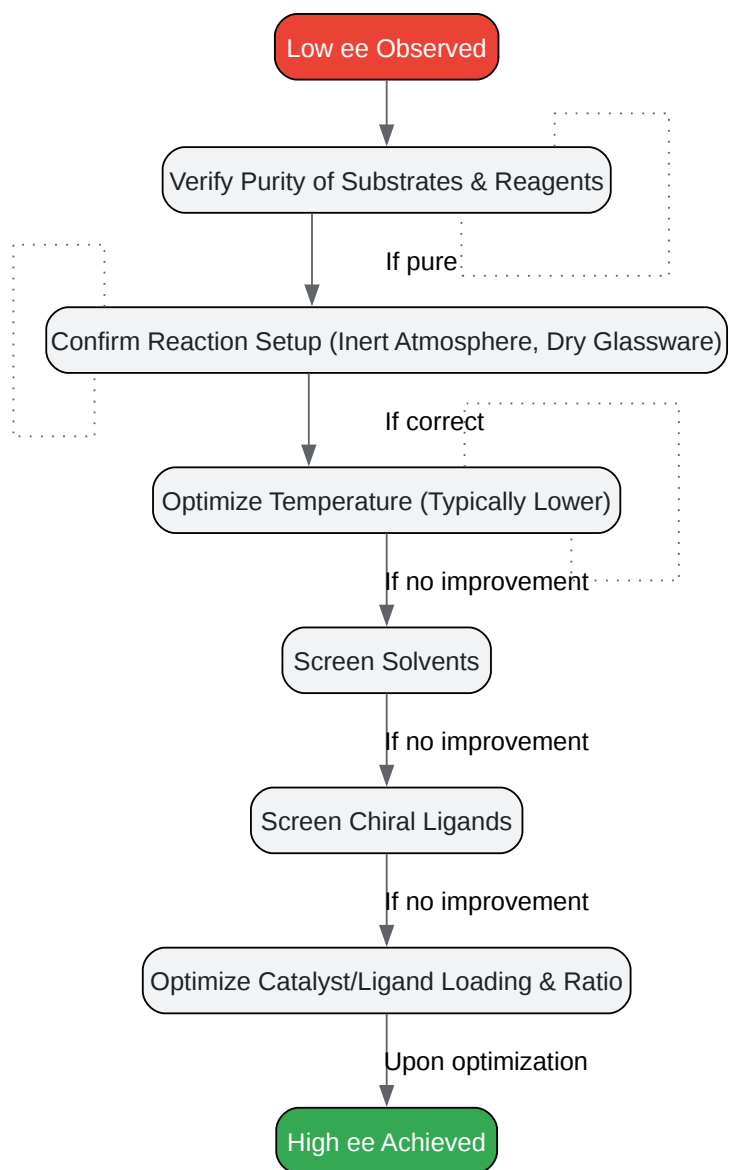 Low ee Observed
Verify Purity of Substrates & Reagents
If pure
Confirm Reaction Setup (Inert Atmosphere, Dry Glassware)
If correct
Optimize Temperature (Typically Lower)
If no improvement
Screen Solvents
If no improvement
Screen Chiral Ligands
If no improvement
Optimize Catalyst/Ligand Loading & Ratio
Upon optimization
High ee Achieved